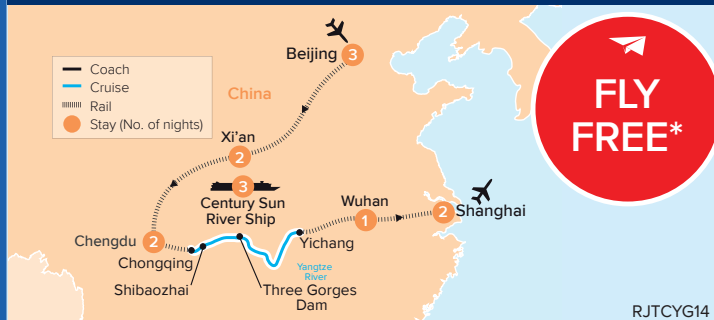 Coach
Cruise
Rail
Stay (No. of nights)
Beijing
3
China
FLY
FREE*
Xi'an
2
3
Century Sun
River Ship
Wuhan
1
2
Shanghai
Chengdu
2
Chongqing
Yichang
Yangtze
River
Shibaozhai
Three Gorges
Dam
RJTCYG14